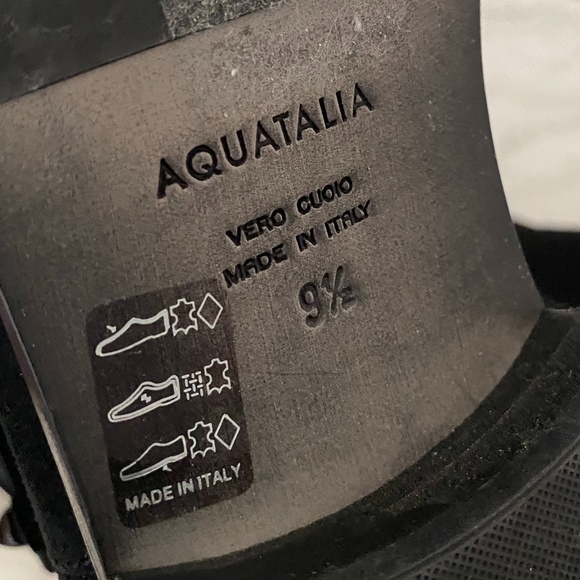 AQUATALIA
VERO CUOIO
MADE IN ITALY
9½
MADE IN ITALY